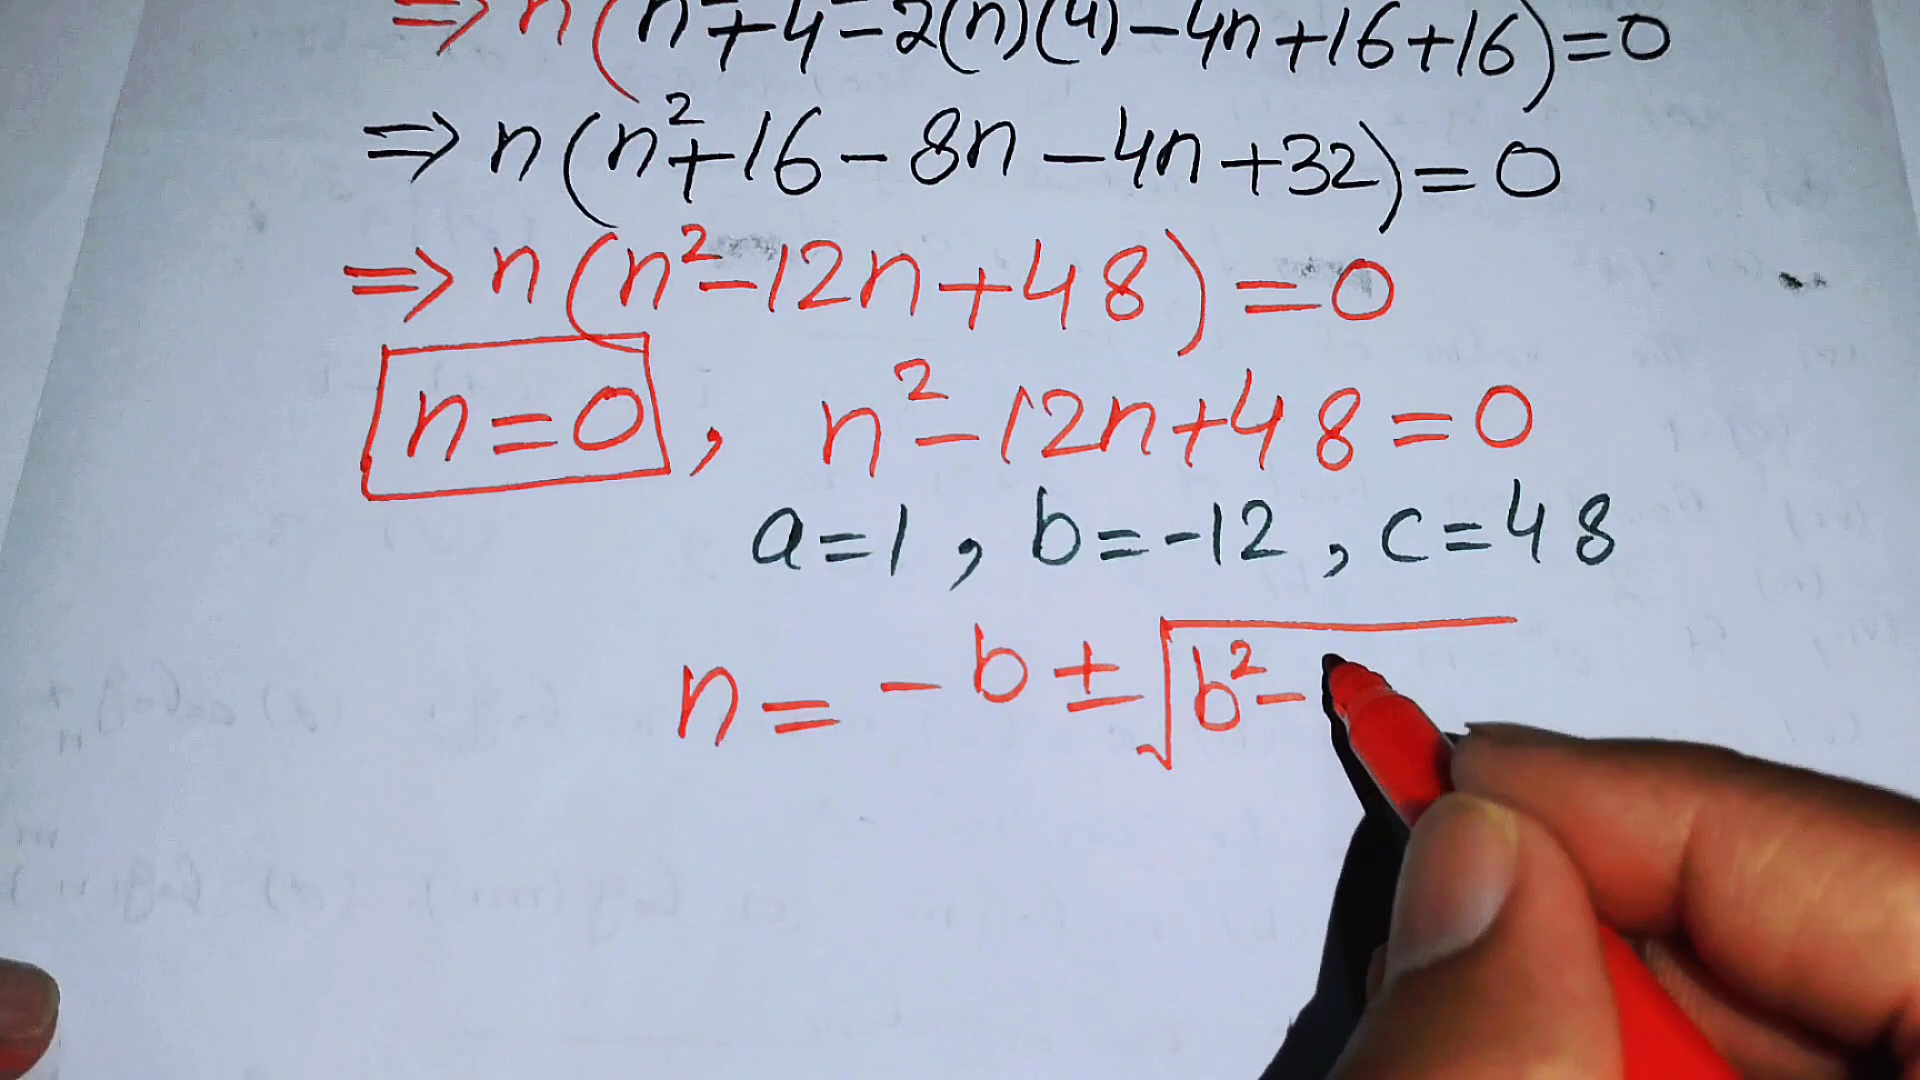 ⇒ n(n²+4²-2(n)(4)-4n+16+16)=0
⇒ n(n²+16-8n-4n+32)=0
⇒ n(n²-12n+48)=0
n=0, n²-12n+48=0
a=1, b=-12, c=48
n=-b±√b²-